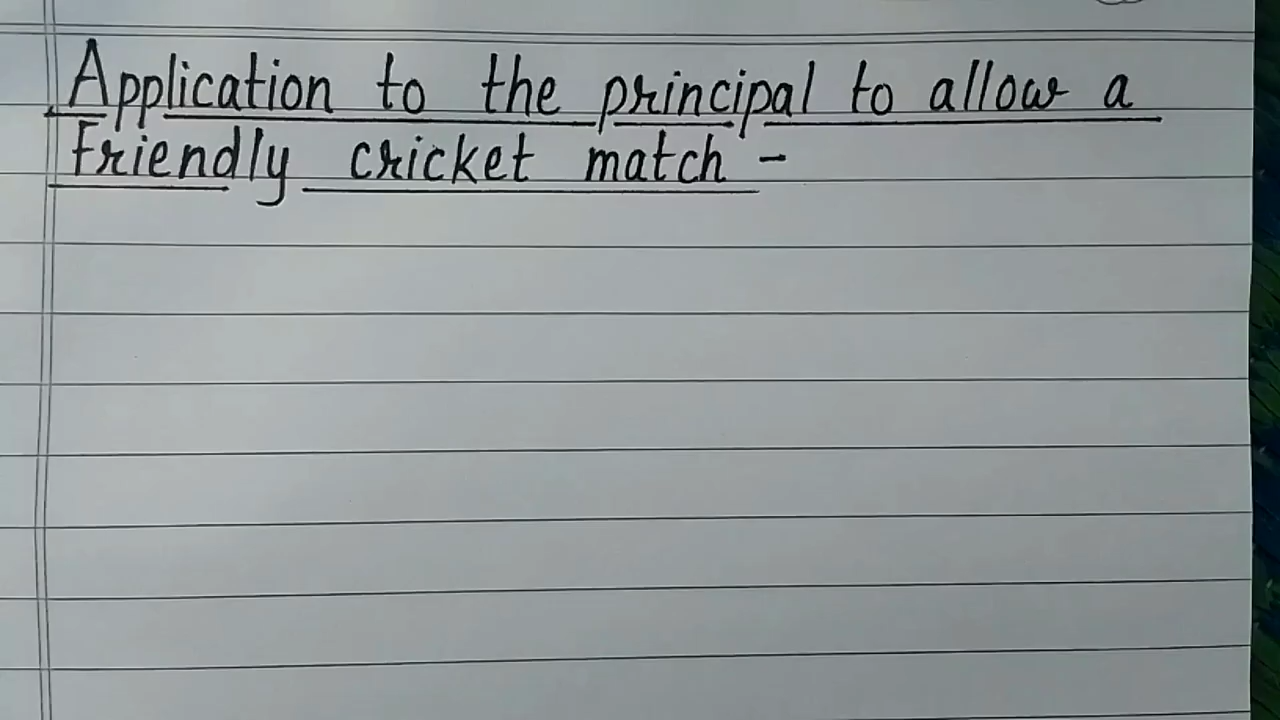 Application to the principal to allow a
friendly cricket match -